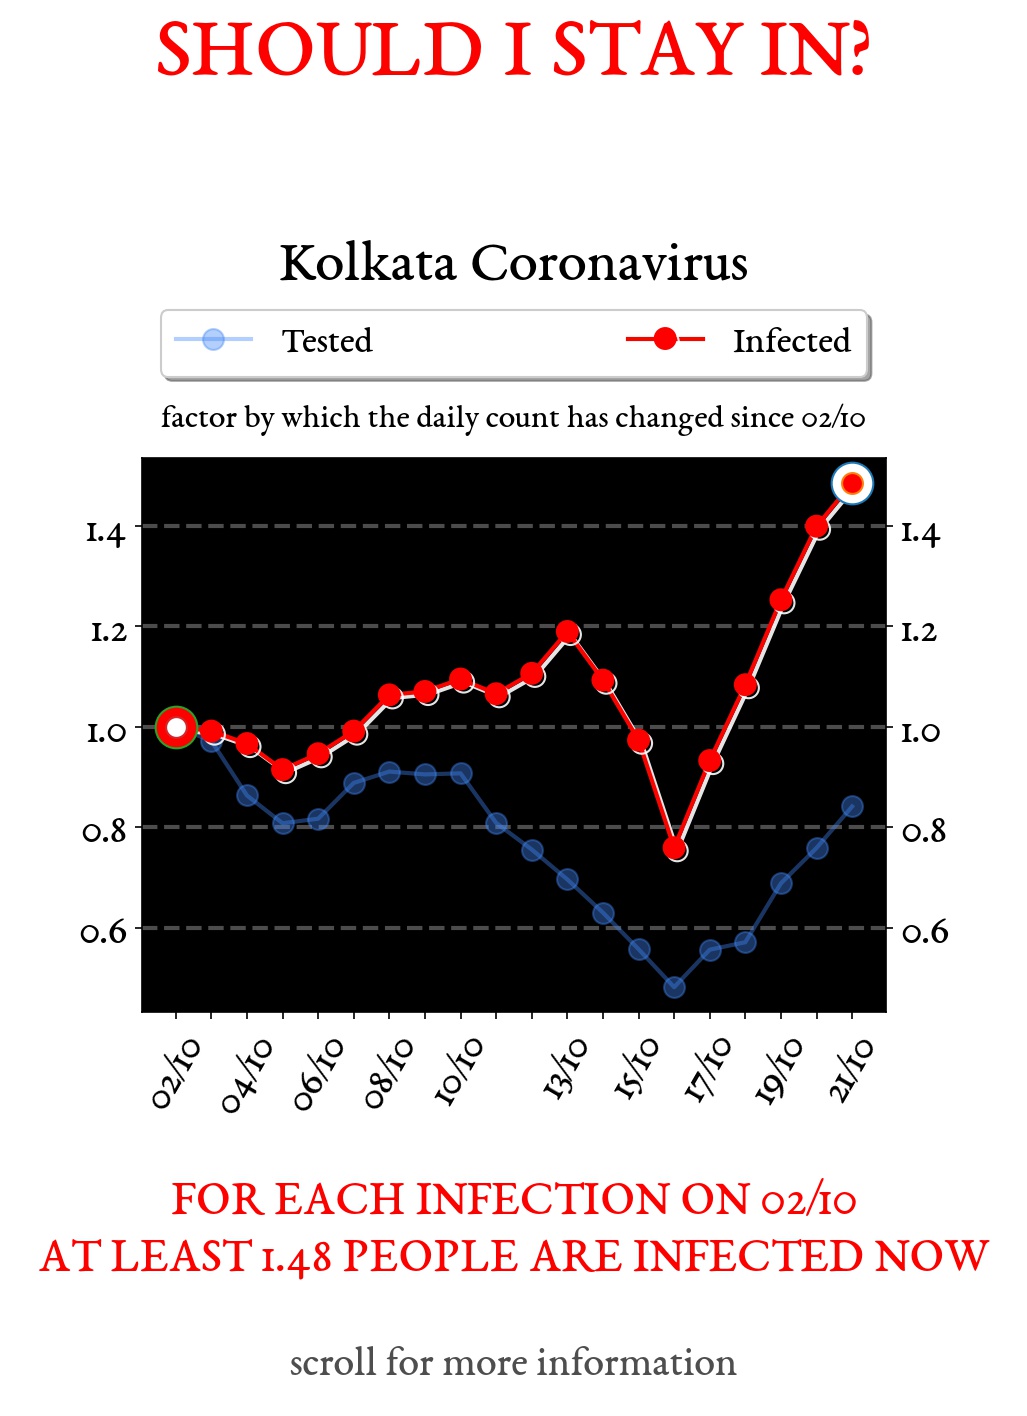 SHOULD I STAY IN?
Kolkata Coronavirus
Tested Infected
factor by which the daily count has changed since 02/10
1.4 1.4
1.2 1.2
1.0 1.0
0.8 0.8
0.6 0.6
02/10 04/10 06/10 08/10 10/10 13/10 15/10 17/10 19/10 21/10
FOR EACH INFECTION ON 02/10
AT LEAST 1.48 PEOPLE ARE INFECTED NOW
scroll for more information